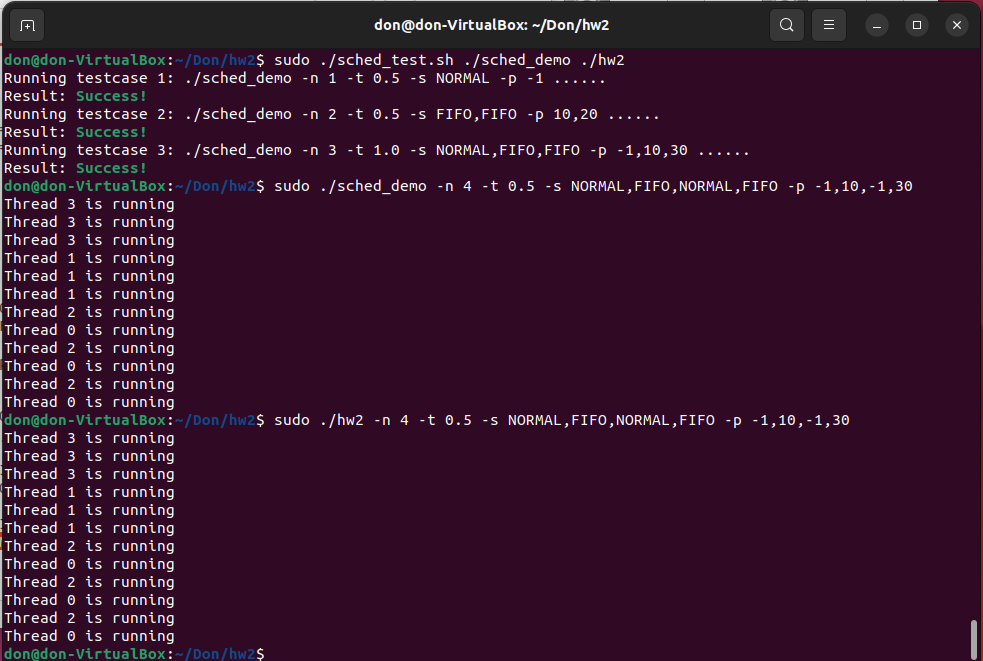 don@don-VirtualBox: ~/Don/hw2
don@don-VirtualBox:~/Don/hw2$ sudo ./sched_test.sh ./sched_demo ./hw2
Running testcase 1: ./sched_demo -n 1 -t 0.5 -s NORMAL -p -1 ......
Result: Success!
Running testcase 2: ./sched_demo -n 2 -t 0.5 -s FIFO,FIFO -p 10,20 ......
Result: Success!
Running testcase 3: ./sched_demo -n 3 -t 1.0 -s NORMAL,FIFO,FIFO -p -1,10,30 ......
Result: Success!
don@don-VirtualBox:~/Don/hw2$ sudo ./sched_demo -n 4 -t 0.5 -s NORMAL,FIFO,NORMAL,FIFO -p -1,10,-1,30
Thread 3 is running
Thread 3 is running
Thread 3 is running
Thread 1 is running
Thread 1 is running
Thread 1 is running
Thread 2 is running
Thread 0 is running
Thread 2 is running
Thread 0 is running
Thread 2 is running
Thread 0 is running
don@don-VirtualBox:~/Don/hw2$ sudo ./hw2 -n 4 -t 0.5 -s NORMAL,FIFO,NORMAL,FIFO -p -1,10,-1,30
Thread 3 is running
Thread 3 is running
Thread 3 is running
Thread 1 is running
Thread 1 is running
Thread 1 is running
Thread 2 is running
Thread 0 is running
Thread 2 is running
Thread 0 is running
Thread 2 is running
Thread 0 is running
don@don-VirtualBox:~/Don/hw2$